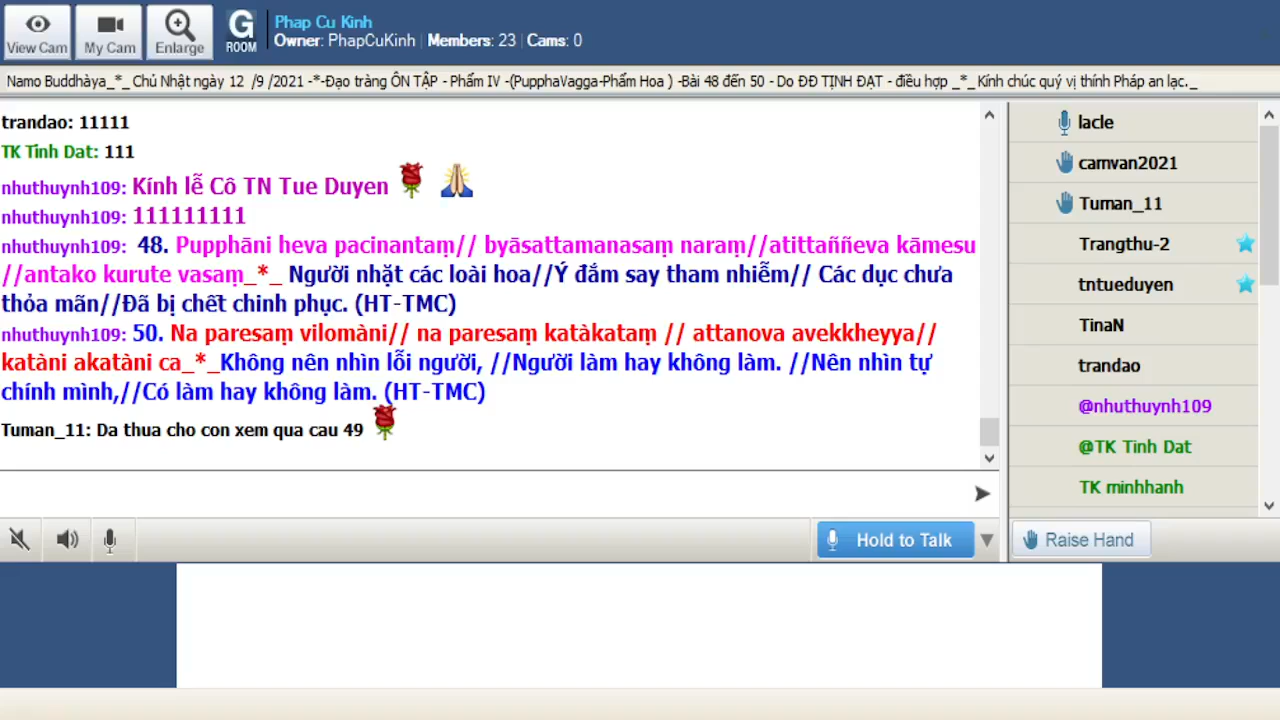 View Cam
My Cam
Enlarge
G
ROOM
Phap Cu Kinh
Owner: PhapCuKinh | Members: 23 | Cams: 0
Namo Buddhàya_*_ Chủ Nhật ngày 12 /9 /2021 -*-Đạo tràng ÔN TẬP - Phẩm IV -(PupphaVagga-Phẩm Hoa ) -Bài 48 đến 50 - Do ĐĐ TỊNH ĐẠT - điều hợp _*_ Kính chúc quý vị thính Pháp an lạc._
trandao: 11111
TK Tinh Dat: 111
nhuthuynh109: Kính lễ Cô TN Tue Duyen
nhuthuynh109: 111111111
nhuthuynh109: 48. Pupphāni heva pacinantaṃ// byāsattamanasaṃ naraṃ//atittaññeva kāmesu
//antako kurute vasaṃ_*_ Người nhặt các loài hoa//Ý đắm say tham nhiễm// Các dục chưa
thỏa mãn//Đã bị chết chinh phục. (HT-TMC)
nhuthuynh109: 50. Na paresaṃ vilomàni// na paresaṃ katàkataṃ // attanova avekkheyya//
katàni akatàni ca_*_Không nên nhìn lỗi người, //Người làm hay không làm. //Nên nhìn tự
chính mình,//Có làm hay không làm. (HT-TMC)
Tuman_11: Da thua cho con xem qua cau 49
Hold to Talk
lacle
camvan2021
Tuman_11
Trangthu-2
tntueduyen
TinaN
trandao
@nhuthuynh109
@TK Tinh Dat
TK minhhanh
Raise Hand